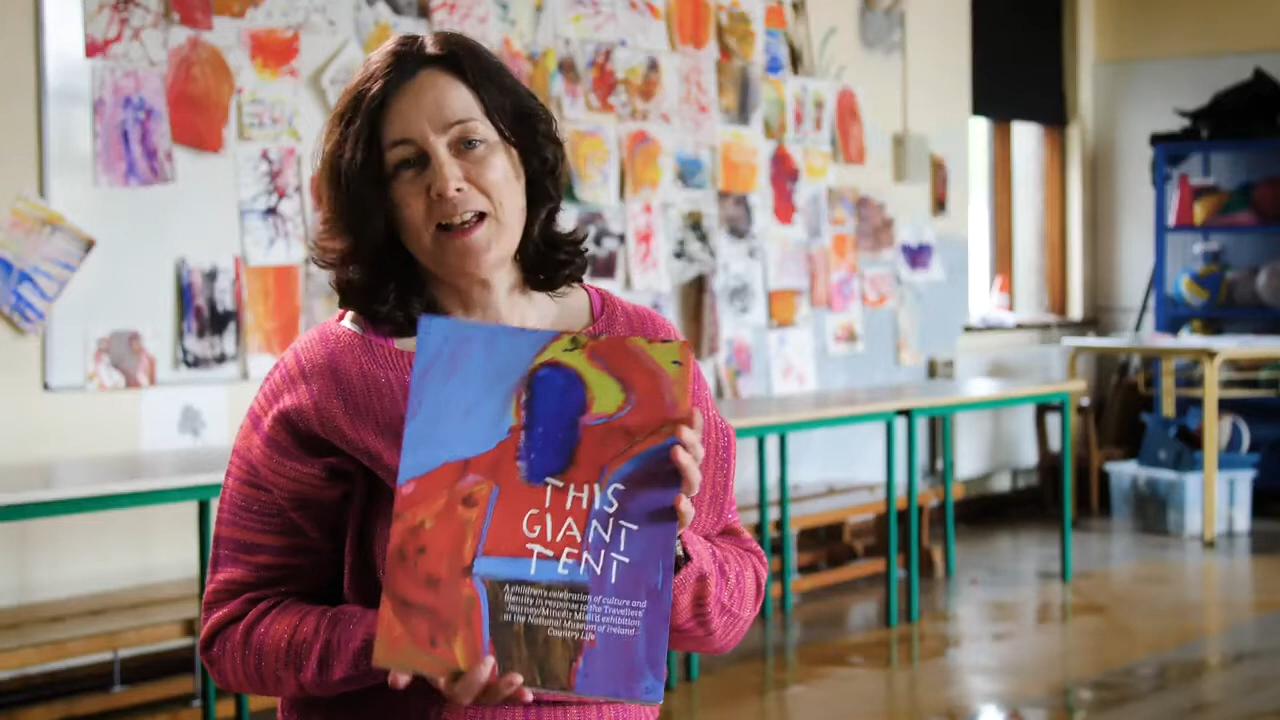 THIS
GIANT
TENT
A children's celebration of culture and
identity in response to the Travellers'
Journey/Mincéir Misli'd exhibition
at the National Museum of Ireland -
Country Life